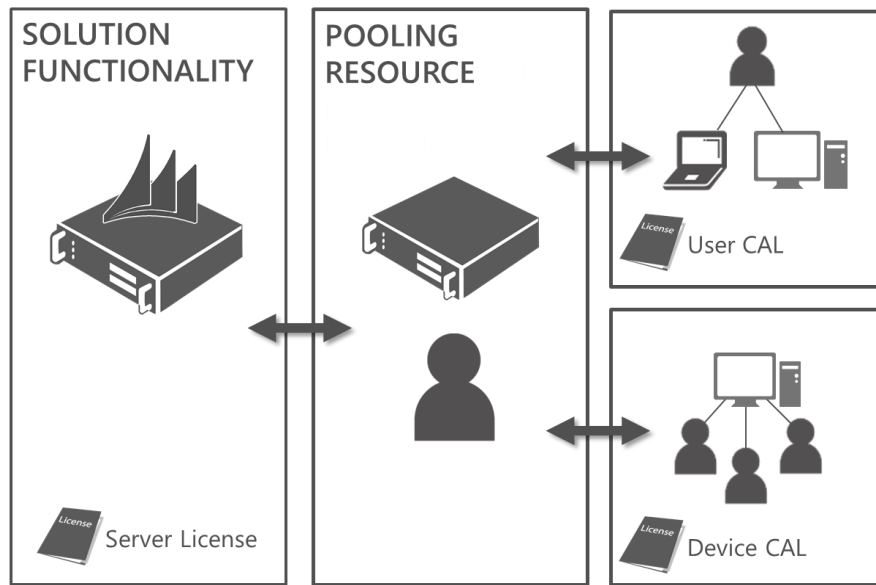 SOLUTION
FUNCTIONALITY
License
Server License
POOLING
RESOURCE
License
User CAL
License
Device CAL